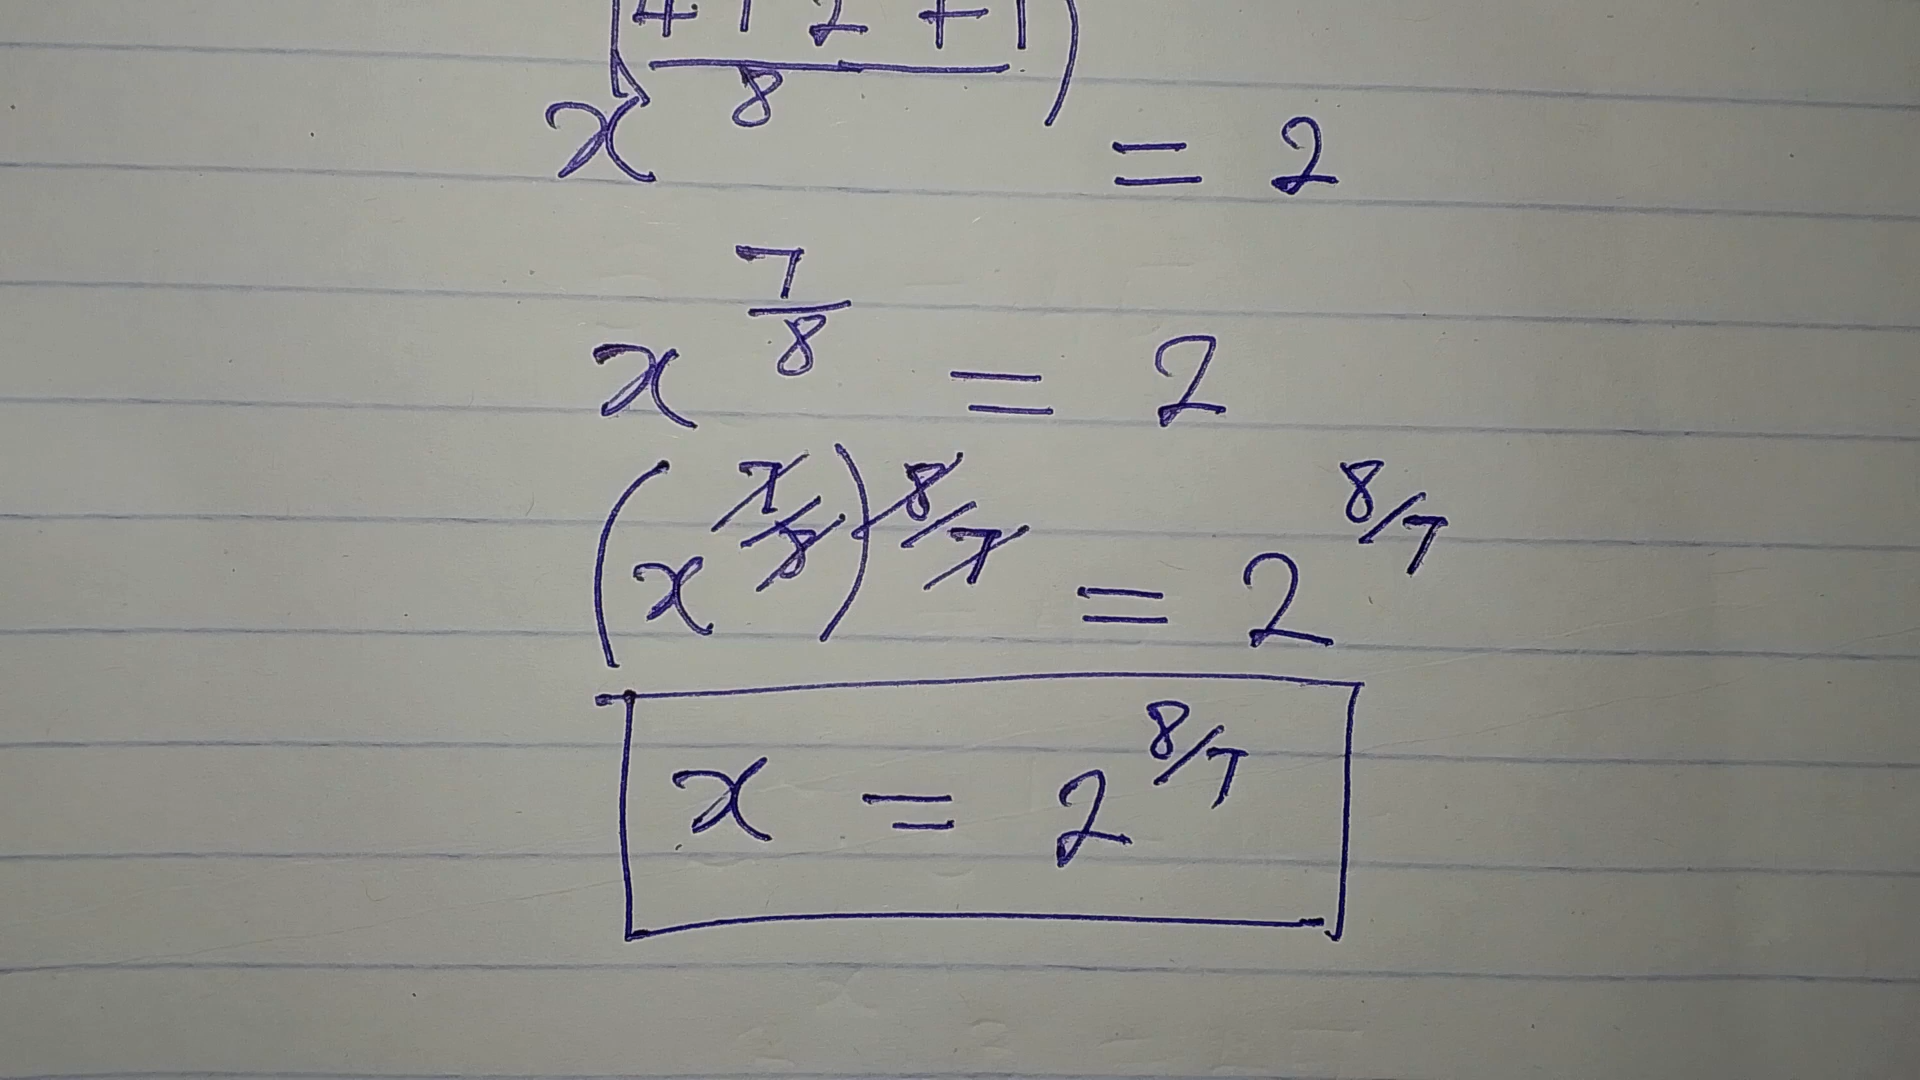 x^((4+2+1)/8) = 2
x^(7/8) = 2
(x^(7/8))^(8/7) = 2^(8/7)
x = 2^(8/7)